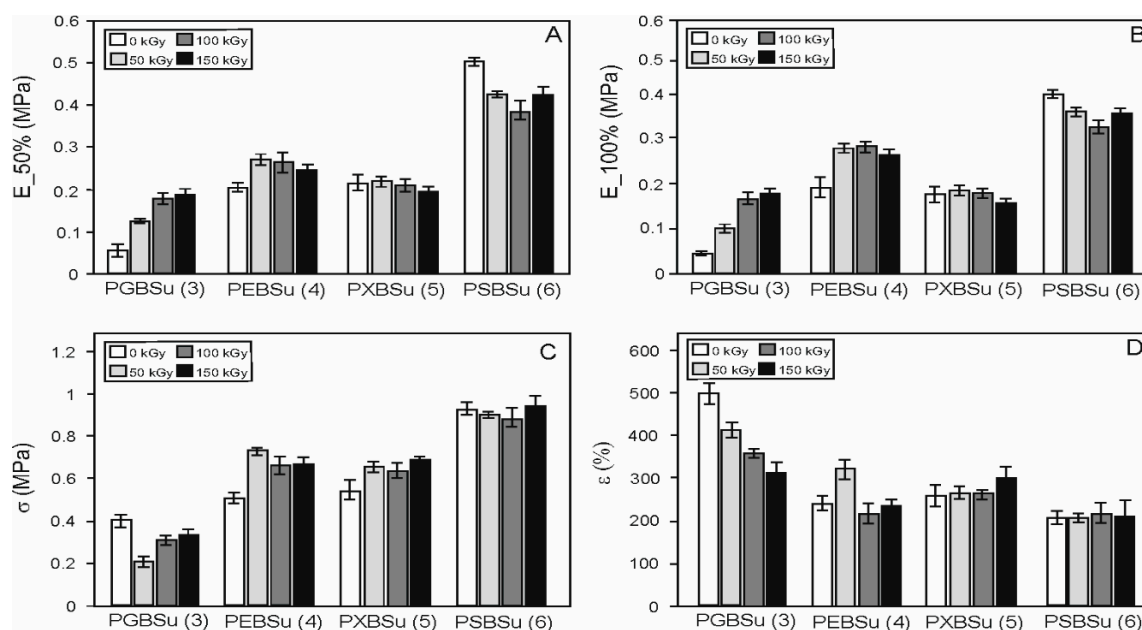 A
0 kGy 100 kGy
50 kGy 150 kGy
E_50% (MPa)
0.6
0.5
0.4
0.3
0.2
0.1
0
PGBSu (3) PEBSu (4) PXBSu (5) PSBSu (6)
B
0 kGy 100 kGy
50 kGy 150 kGy
E_100% (MPa)
0.6
0.5
0.4
0.3
0.2
0.1
0
PGBSu (3) PEBSu (4) PXBSu (5) PSBSu (6)
C
0 kGy 100 kGy
50 kGy 150 kGy
σ (MPa)
1.2
1
0.8
0.6
0.4
0.2
0
PGBSu (3) PEBSu (4) PXBSu (5) PSBSu (6)
D
0 kGy 100 kGy
50 kGy 150 kGy
ε (%)
600
500
400
300
200
100
0
PGBSu (3) PEBSu (4) PXBSu (5) PSBSu (6)